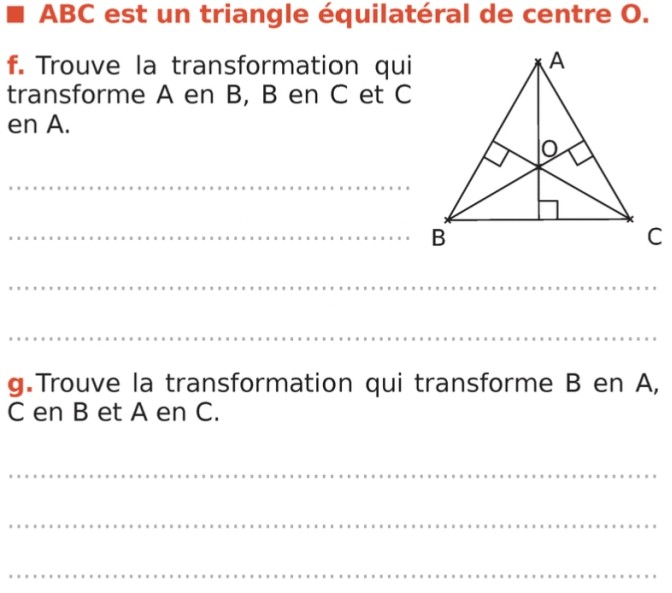 ■ ABC est un triangle équilatéral de centre O.
f. Trouve la transformation qui
transforme A en B, B en C et C
en A.
A
O
B
C
g.Trouve la transformation qui transforme B en A,
C en B et A en C.